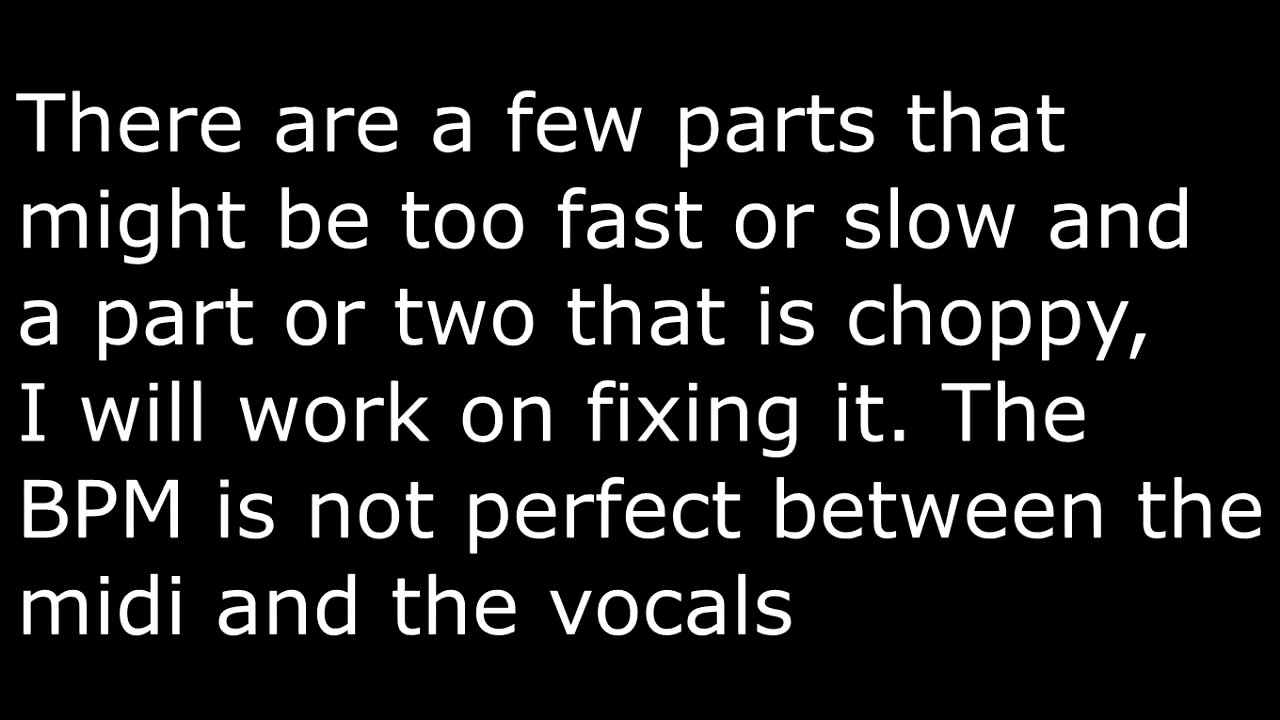 There are a few parts that
might be too fast or slow and
a part or two that is choppy,
I will work on fixing it. The
BPM is not perfect between the
midi and the vocals